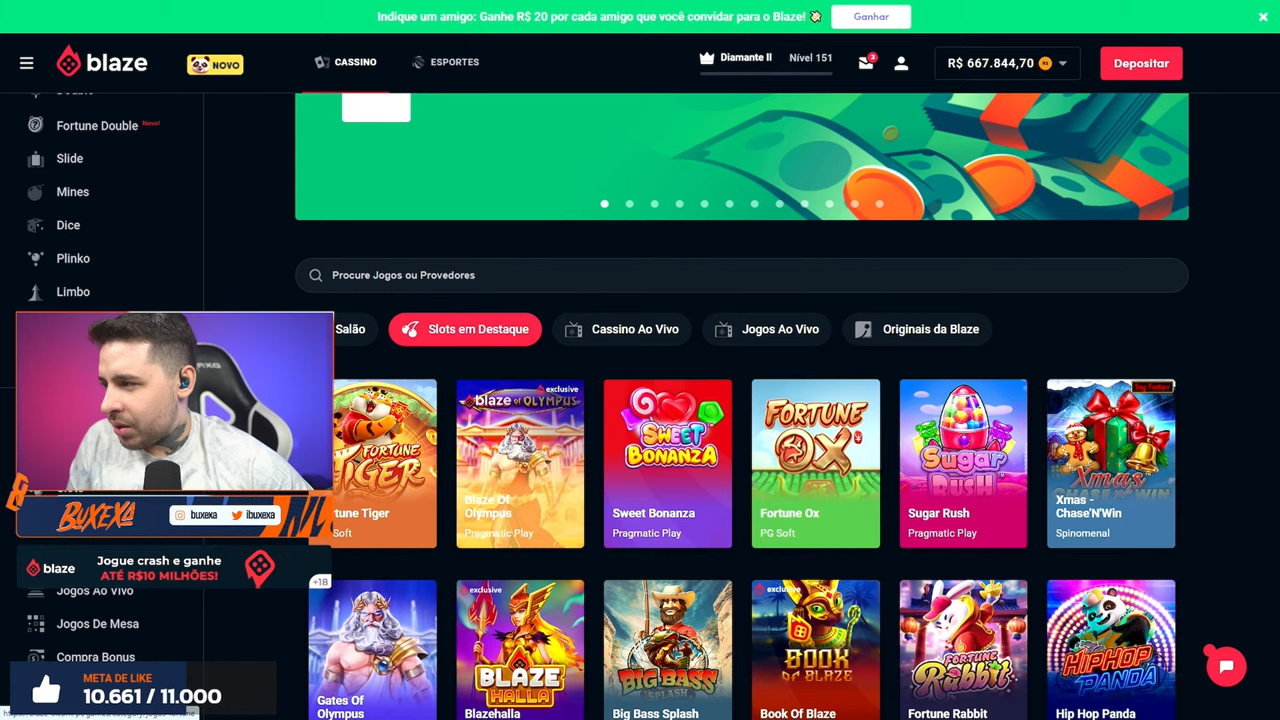 Indique um amigo: Ganhe R$ 20 por cada amigo que você convidar para o Blaze!
Ganhar
blaze
NOVO
CASSINO
ESPORTES
Diamante II
Nível 151
3
R$ 667.844,70
R$
Depositar
Double
Fortune Double
Novo!
Slide
Mines
Dice
Plinko
Limbo
Procure Jogos ou Provedores
Salão
Slots em Destaque
Cassino Ao Vivo
Jogos Ao Vivo
Originais da Blaze
FORTUNE
TIGER
tune Tiger
Soft
exclusive
blaze of OLYMPUS
Blaze Of
Olympus
Pragmatic Play
SWEET
BONANZA
Sweet Bonanza
Pragmatic Play
FORTUNE
OX
Fortune Ox
PG Soft
Sugar
RUSH
Sugar Rush
Pragmatic Play
Xmas
CHASE'N'WIN
Xmas -
Chase'N'Win
Spinomenal
BUXEXA
buxexa
ibuxexa
blaze
Jogue crash e ganhe
ATÉ R$10 MILHÕES!
+18
Jogos Ao Vivo
Jogos De Mesa
Compra Bonus
META DE LIKE
10.661 / 11.000
Gates Of
Olympus
exclusive
BLAZE
HALLA
Blazehalla
BIG BASS
SPLASH
Big Bass Splash
exclusive
BOOK
OF BLAZE
Book Of Blaze
FORTUNE
Rabbit
Fortune Rabbit
HIPHOP
PANDA
Hip Hop Panda